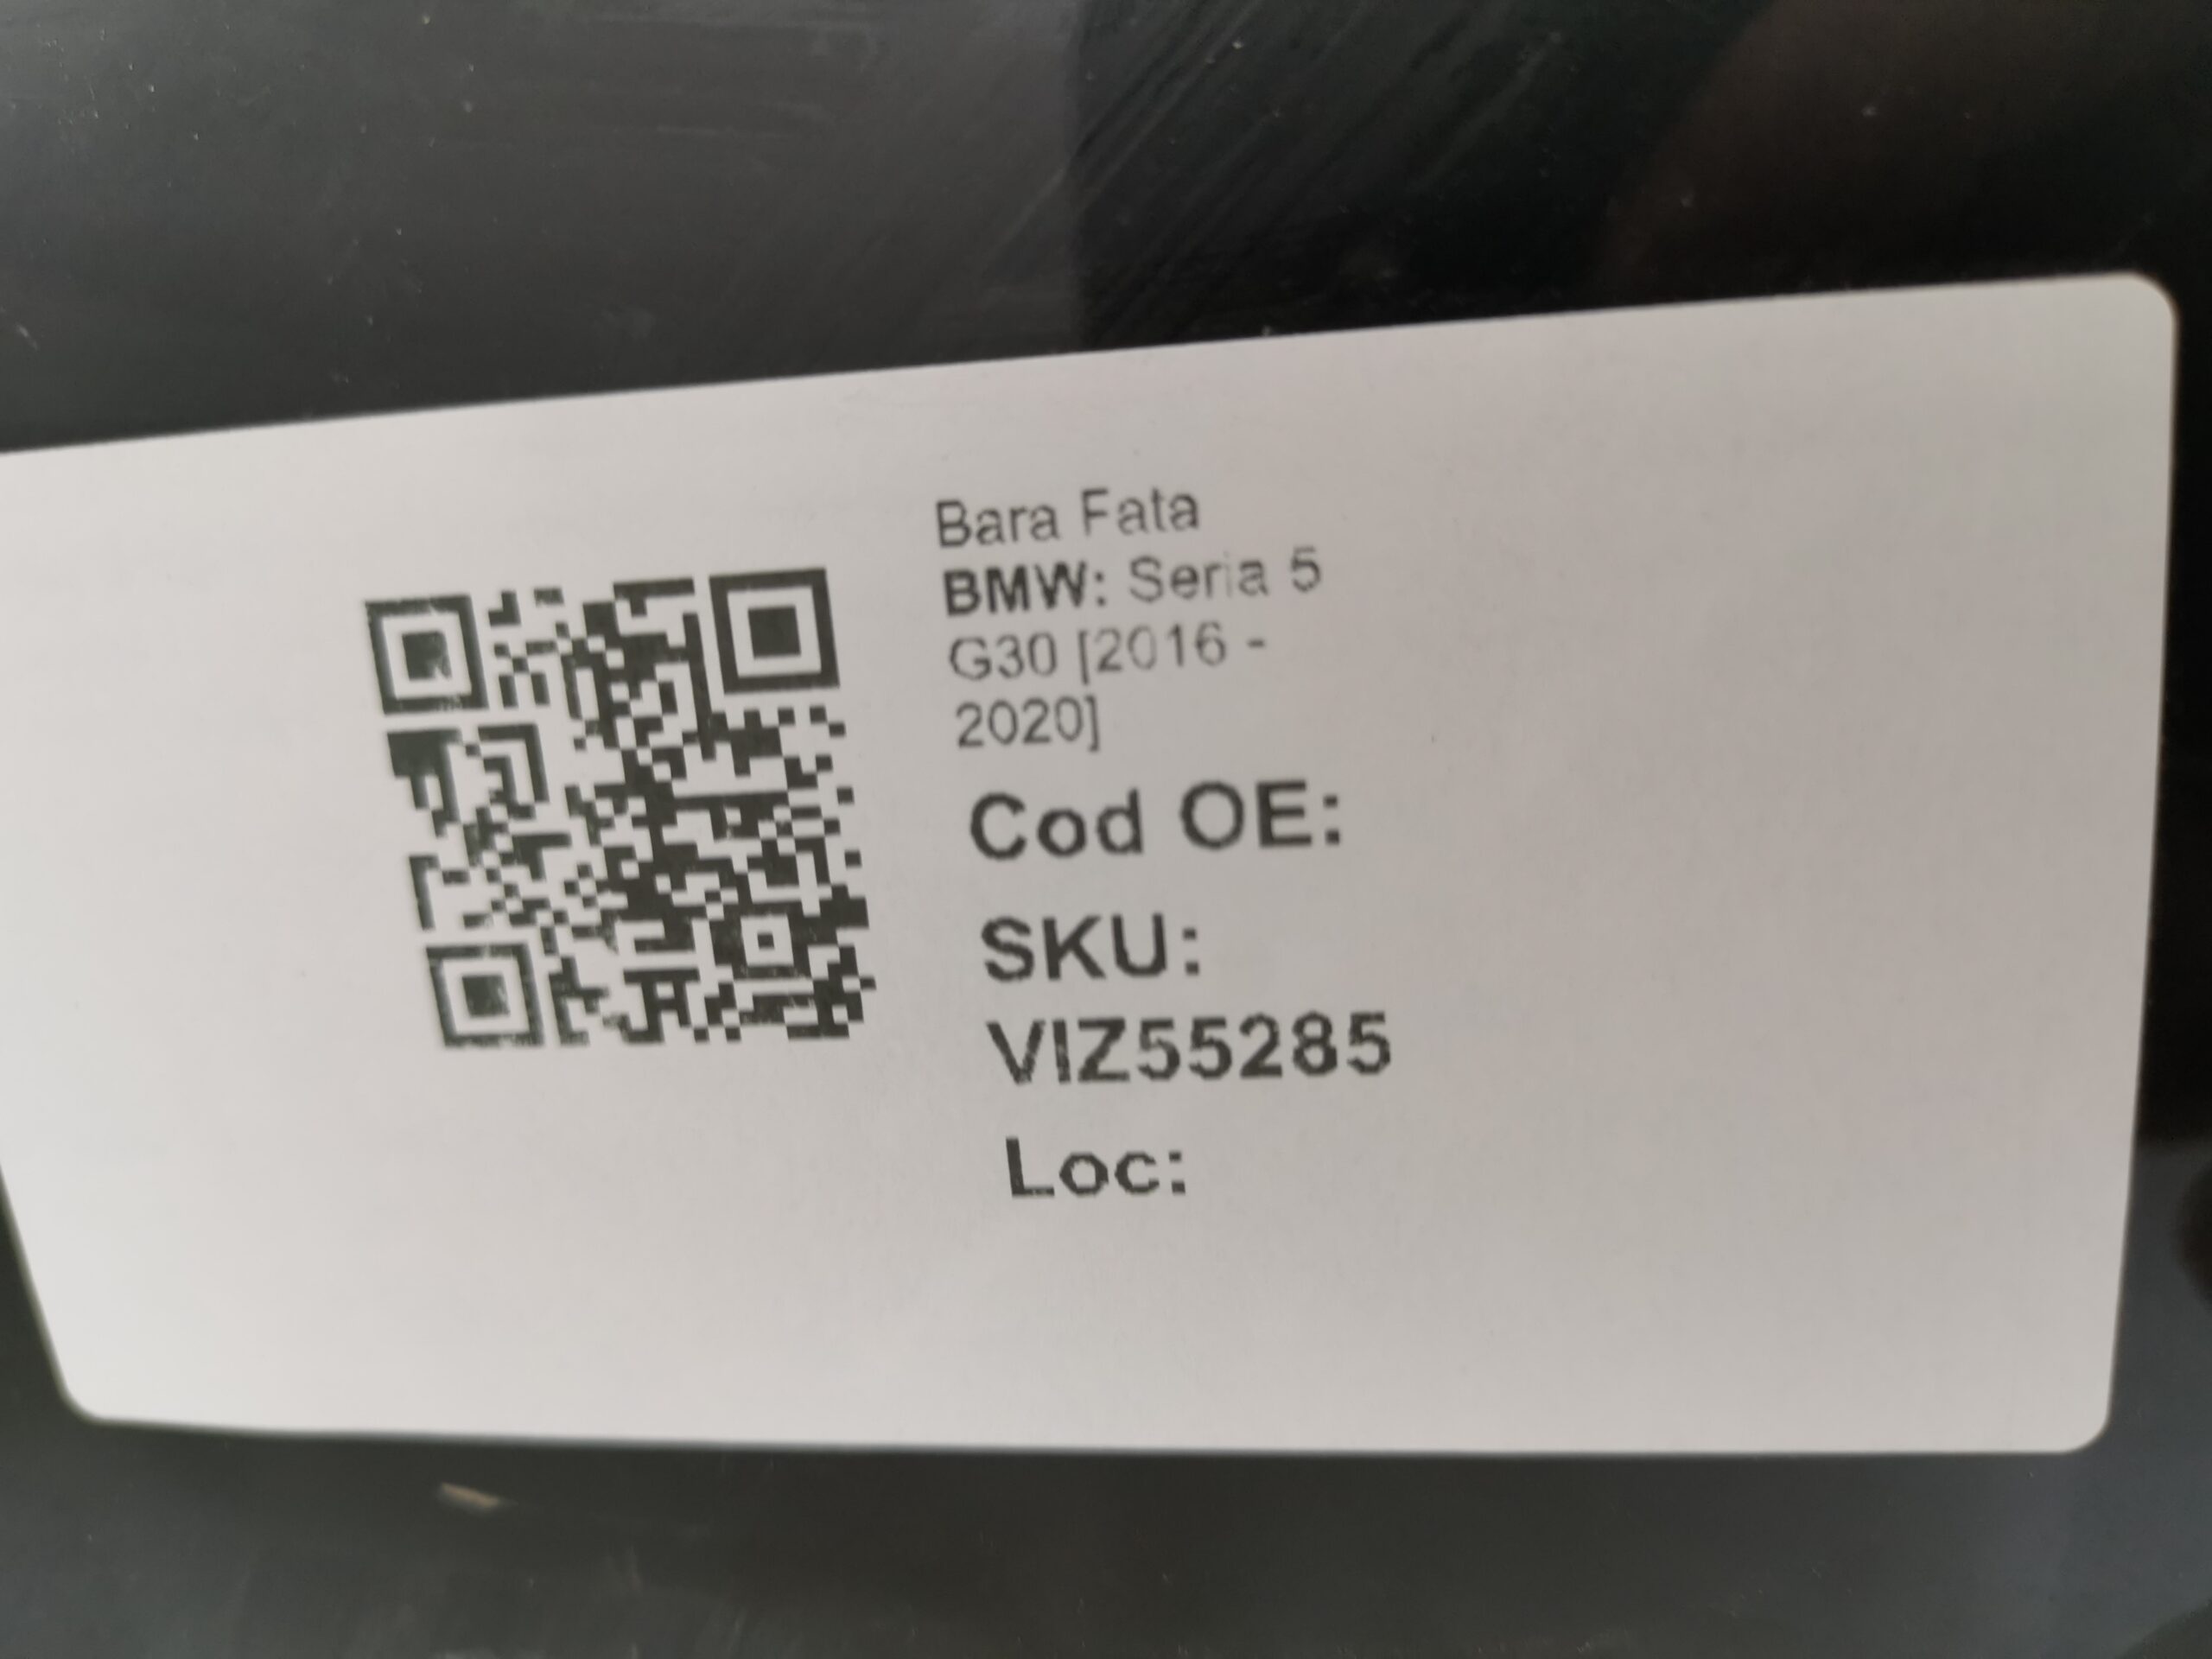 Bara Fata
BMW: Seria 5
G30 [2016 -
2020]
Cod OE:
SKU:
VIZ55285
Loc: